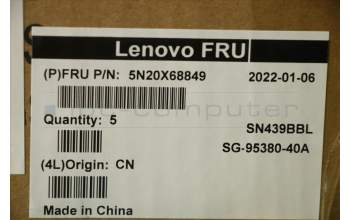 Lenovo FRU
(P)FRU P/N: 5N20X68849 2022-01-06
Quantity: 5
SN439BBL
SG-95380-40A
(4L)Origin: CN
Made in China